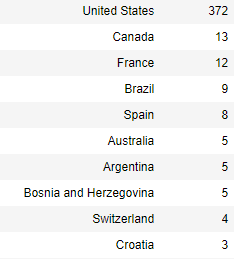 United States 372
Canada 13
France 12
Brazil 9
Spain 8
Australia 5
Argentina 5
Bosnia and Herzegovina 5
Switzerland 4
Croatia 3